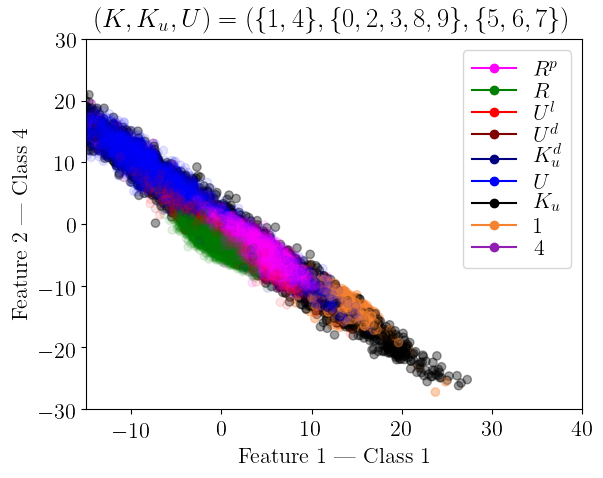 (K, K_u, U) = ({1, 4}, {0, 2, 3, 8, 9}, {5, 6, 7})
30
20
10
0
−10
−20
−30
Feature 2 — Class 4
R^p
R
U^l
U^d
K_u^d
U
K_u
1
4
−10 0 10 20 30 40
Feature 1 — Class 1